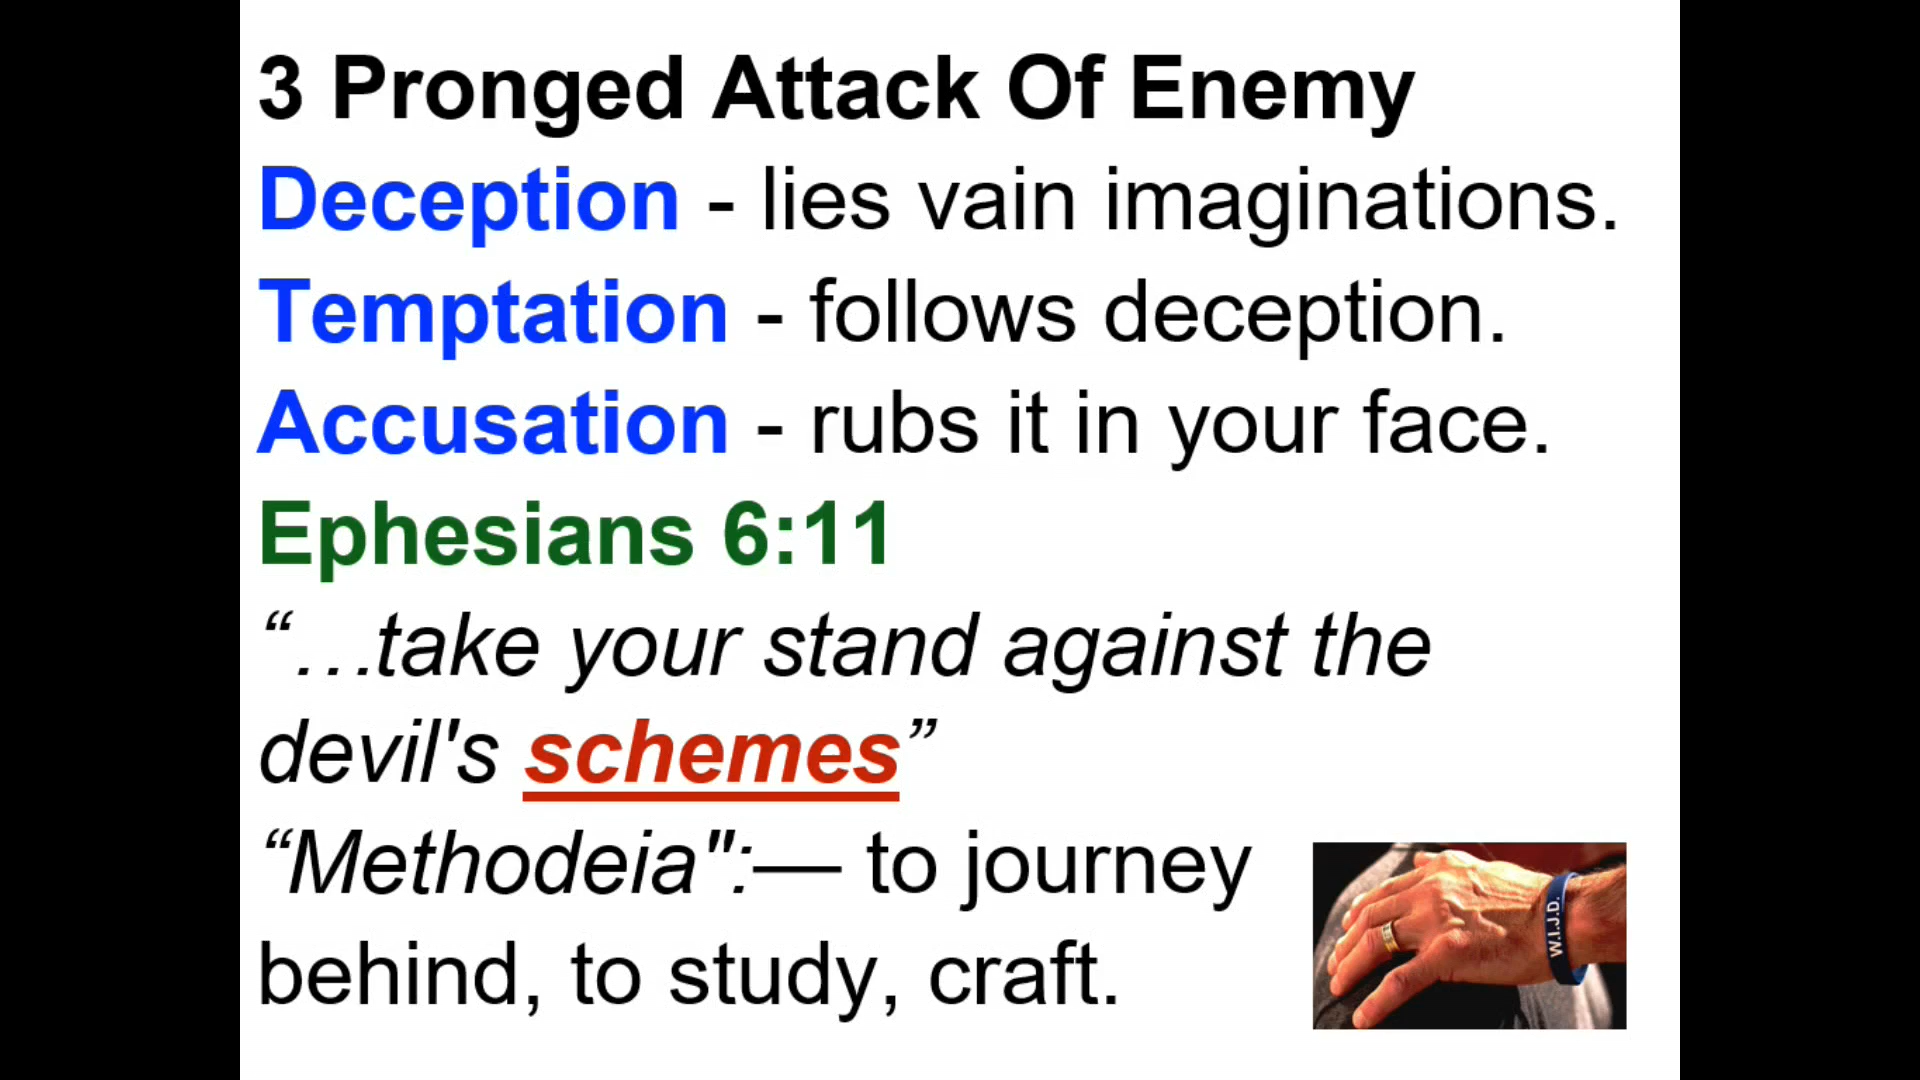 3 Pronged Attack Of Enemy
Deception - lies vain imaginations.
Temptation - follows deception.
Accusation - rubs it in your face.
Ephesians 6:11
“…take your stand against the
devil's schemes”
“Methodeia":— to journey
behind, to study, craft.
W.I.J.D.